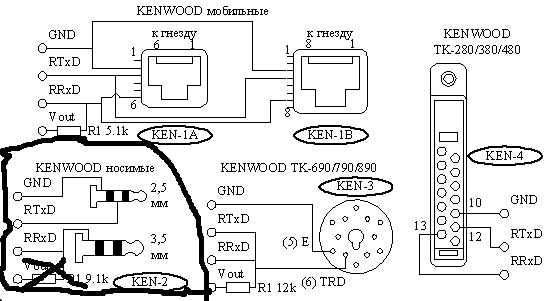 KENWOOD мобильные
GND
к гнезду
к гнезду
6 1
8 1
RTxD
1
1
RRxD
6
8
Vout
R1 5.1k
KEN-1A
KEN-1B
KENWOOD
TK-280/380/480
KEN-4
10
13
12
GND
RTxD
RRxD
KENWOOD носимые
GND
2,5
мм
RTxD
RRxD
3,5
мм
Vout
R1 9.1k
KEN-2
KENWOOD TK-690/790/890
KEN-3
GND
RTxD
(5) E
RRxD
Vout
(6) TRD
R1 12k